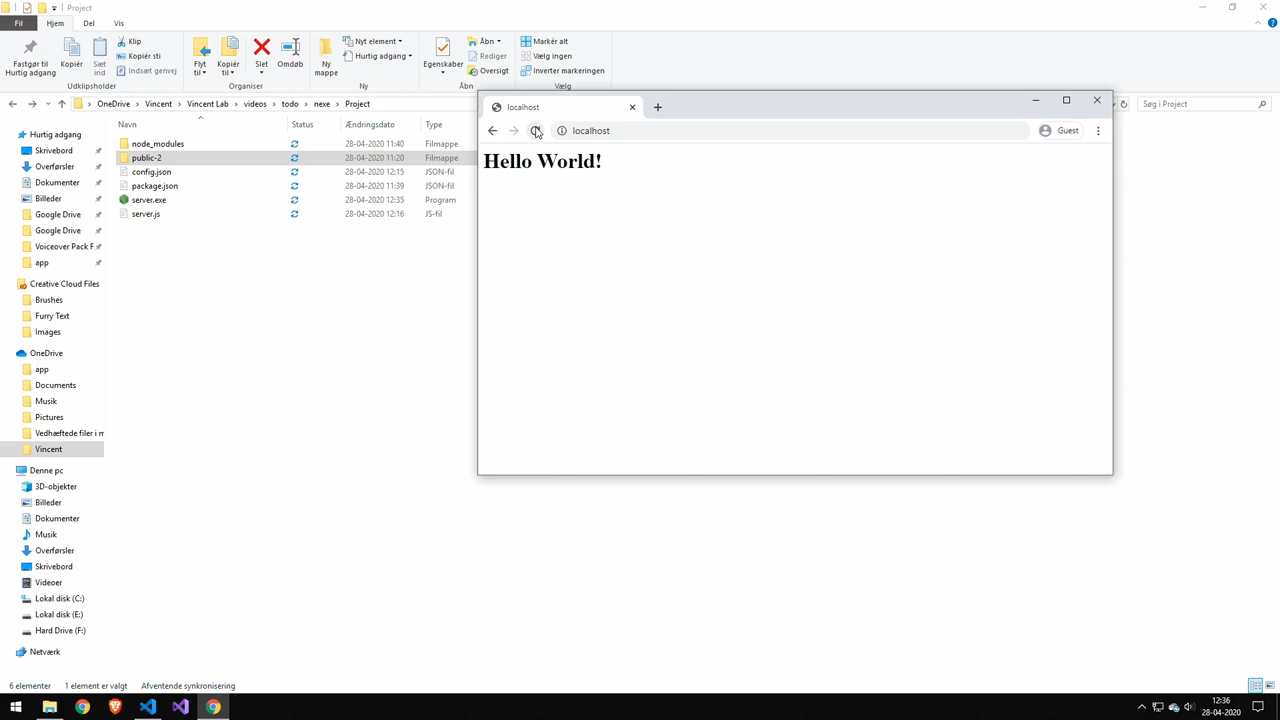 Project
Fil
Hjem
Del
Vis
Fastgør til
Hurtig adgang
Kopiér
Sæt
ind
Klip
Kopiér sti
Indsæt genvej
Udklipsholder
Flyt
til
Kopiér
til
Slet
Omdøb
Organiser
Ny
mappe
Nyt element
Hurtig adgang
Ny
Egenskaber
Åbn
Rediger
Oversigt
Åbn
Markér alt
Vælg ingen
Inverter markeringen
Vælg
OneDrive
Vincent
Vincent Lab
videos
todo
nexe
Project
Søg i Project
Hurtig adgang
Skrivebord
Overførsler
Dokumenter
Billeder
Google Drive
Google Drive
Voiceover Pack F
app
Creative Cloud Files
Brushes
Furry Text
Images
OneDrive
app
Documents
Musik
Pictures
Vedhæftede filer i m
Vincent
Denne pc
3D-objekter
Billeder
Dokumenter
Musik
Overførsler
Skrivebord
Videoer
Lokal disk (C:)
Lokal disk (E:)
Hard Drive (F:)
Netværk
Navn Status Ændringsdato Type
node_modules 28-04-2020 11:40 Filmappe
public-2 28-04-2020 11:20 Filmappe
config.json 28-04-2020 12:15 JSON-fil
package.json 28-04-2020 11:39 JSON-fil
server.exe 28-04-2020 12:35 Program
server.js 28-04-2020 12:16 JS-fil
localhost
localhost
Guest
Hello World!
6 elementer 1 element er valgt Afventende synkronisering
12:36
28-04-2020